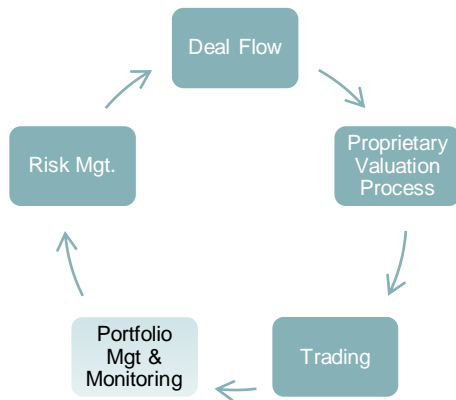 Deal Flow
Proprietary
Valuation
Process
Trading
Portfolio
Mgt &
Monitoring
Risk Mgt.